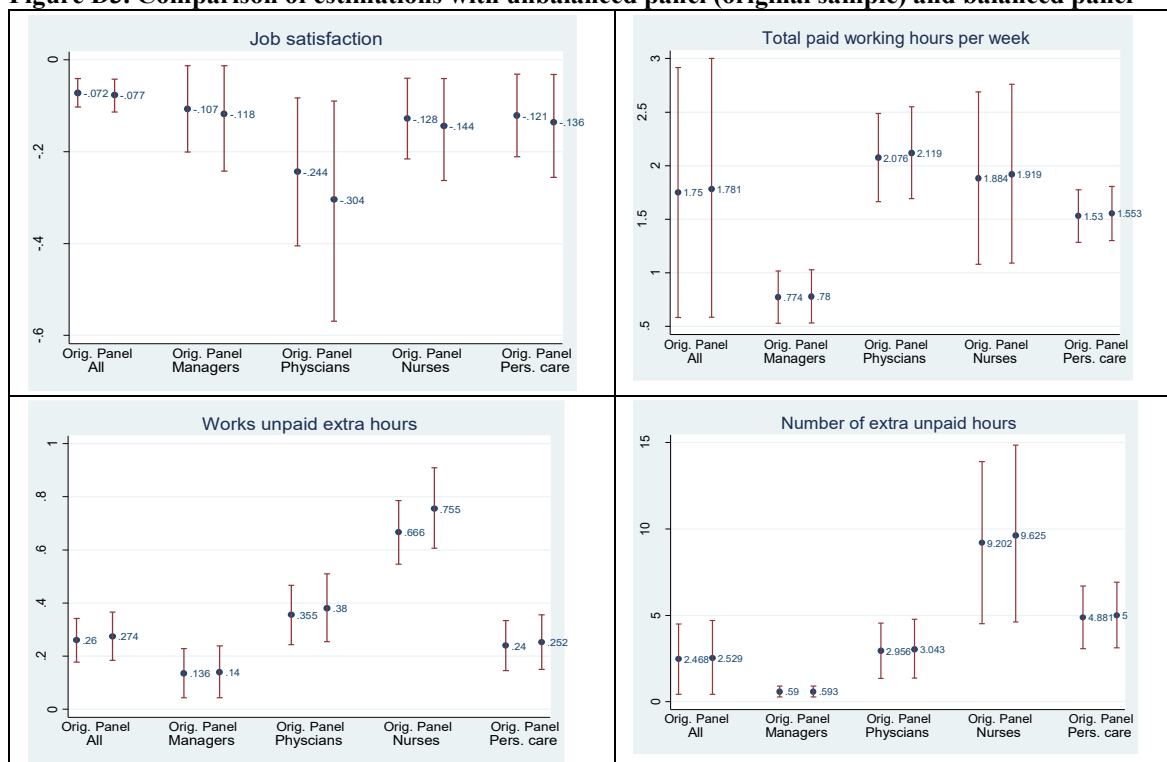 Figure Comparison of estimations with unbalanced panel (original sample) and balanced panel
Job satisfaction
0
-.2
-.4
-.6
-.072
-.077
-.107
-.118
-.244
-.304
-.128
-.144
-.121
-.136
Orig. Panel
All
Orig. Panel
Managers
Orig. Panel
Physcians
Orig. Panel
Nurses
Orig. Panel
Pers. care
Total paid working hours per week
3
2.5
2
1.5
1
.5
1.75
1.781
.774
.78
2.076
2.119
1.884
1.919
1.53
1.553
Orig. Panel
All
Orig. Panel
Managers
Orig. Panel
Physcians
Orig. Panel
Nurses
Orig. Panel
Pers. care
Works unpaid extra hours
1
.8
.6
.4
.2
0
.26
.274
.136
.14
.355
.38
.666
.755
.24
.252
Orig. Panel
All
Orig. Panel
Managers
Orig. Panel
Physcians
Orig. Panel
Nurses
Orig. Panel
Pers. care
Number of extra unpaid hours
15
10
5
0
2.468
2.529
.59
.593
2.956
3.043
9.202
9.625
4.881
5
Orig. Panel
All
Orig. Panel
Managers
Orig. Panel
Physcians
Orig. Panel
Nurses
Orig. Panel
Pers. care